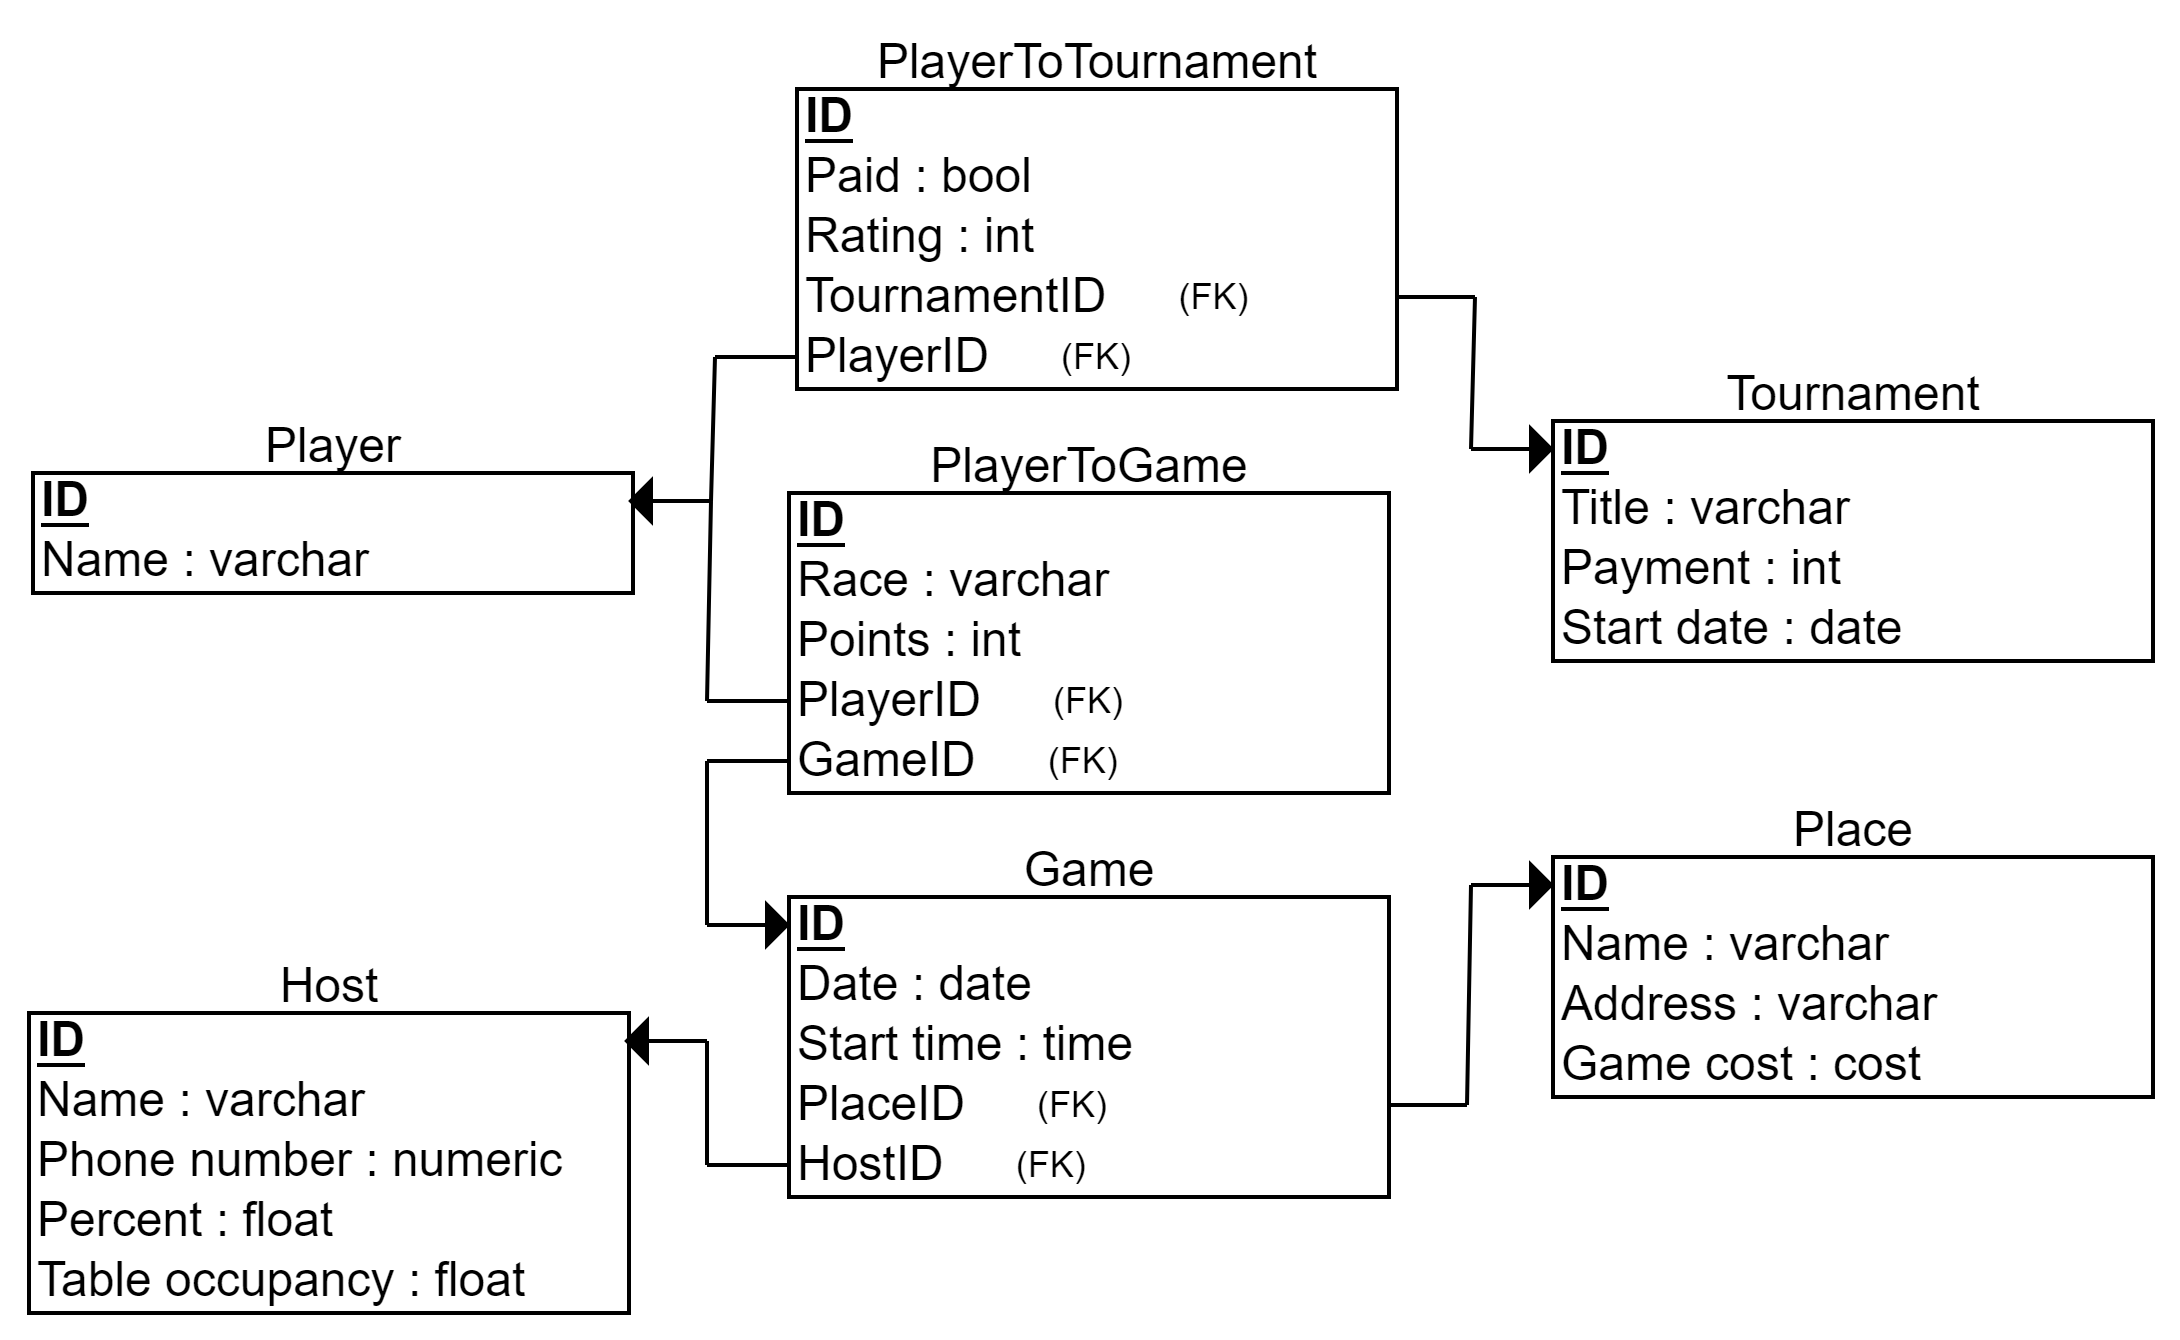 PlayerToTournament
ID
Paid : bool
Rating : int
TournamentID (FK)
PlayerID (FK)
Player
ID
Name : varchar
PlayerToGame
ID
Race : varchar
Points : int
PlayerID (FK)
GameID (FK)
Tournament
ID
Title : varchar
Payment : int
Start date : date
Game
ID
Date : date
Start time : time
PlaceID (FK)
HostID (FK)
Place
ID
Name : varchar
Address : varchar
Game cost : cost
Host
ID
Name : varchar
Phone number : numeric
Percent : float
Table occupancy : float